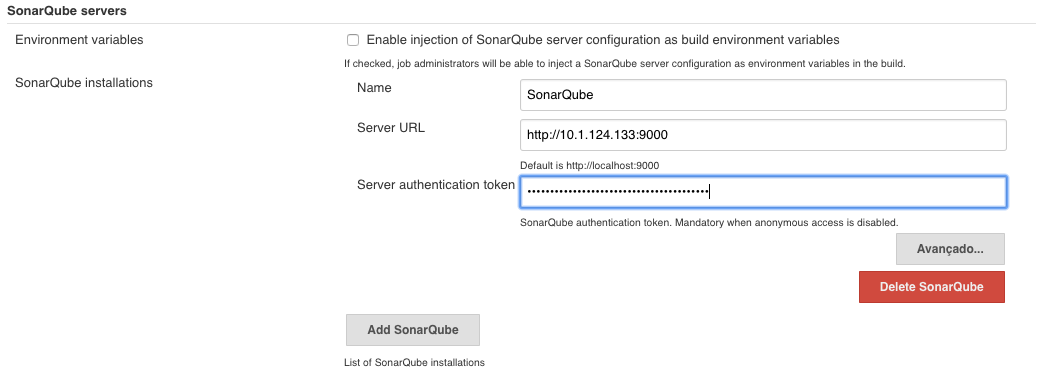 SonarQube servers
Environment variables
Enable injection of SonarQube server configuration as build environment variables
If checked, job administrators will be able to inject a SonarQube server configuration as environment variables in the build.
SonarQube installations
Name
SonarQube
Server URL
http://10.1.124.133:9000
Default is http://localhost:9000
Server authentication token
SonarQube authentication token. Mandatory when anonymous access is disabled.
Avançado...
Delete SonarQube
Add SonarQube
List of SonarQube installations